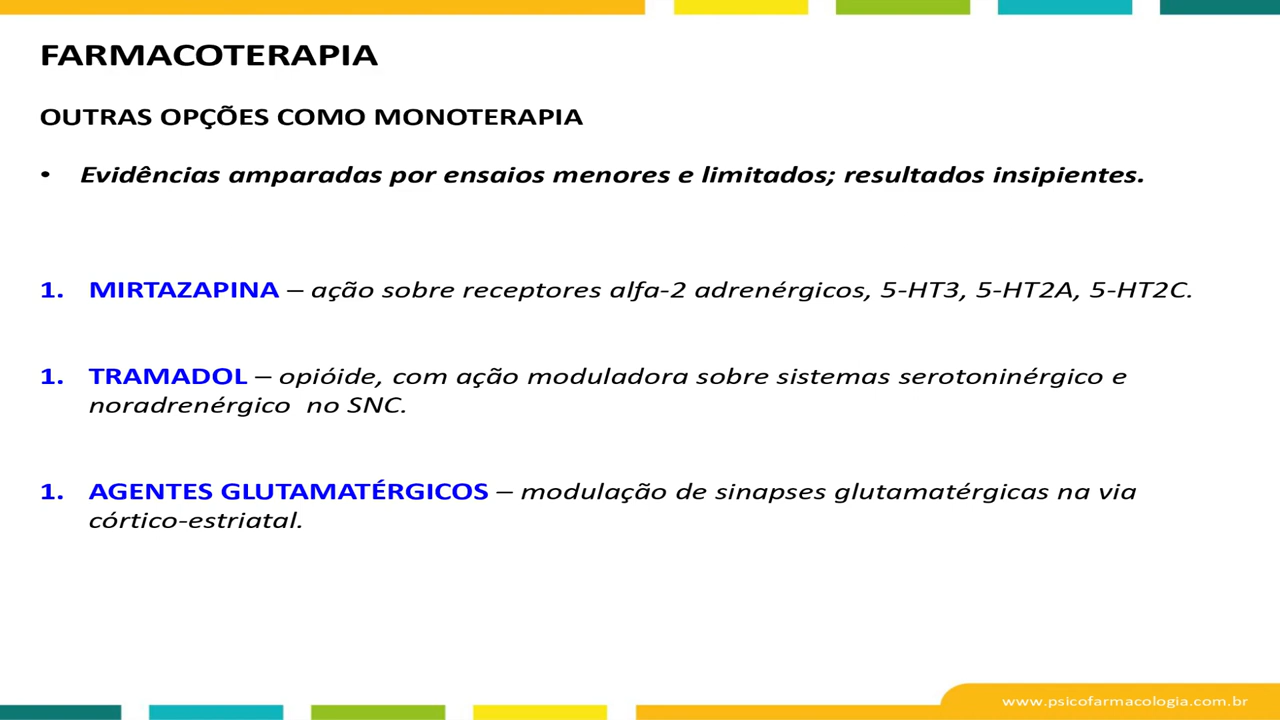 FARMACOTERAPIA
OUTRAS OPÇÕES COMO MONOTERAPIA
• Evidências amparadas por ensaios menores e limitados; resultados insipientes.
1. MIRTAZAPINA – ação sobre receptores alfa-2 adrenérgicos, 5-HT3, 5-HT2A, 5-HT2C.
1. TRAMADOL – opióide, com ação moduladora sobre sistemas serotoninérgico e
noradrenérgico no SNC.
1. AGENTES GLUTAMATÉRGICOS – modulação de sinapses glutamatérgicas na via
córtico-estriatal.
www.psicofarmacologia.com.br